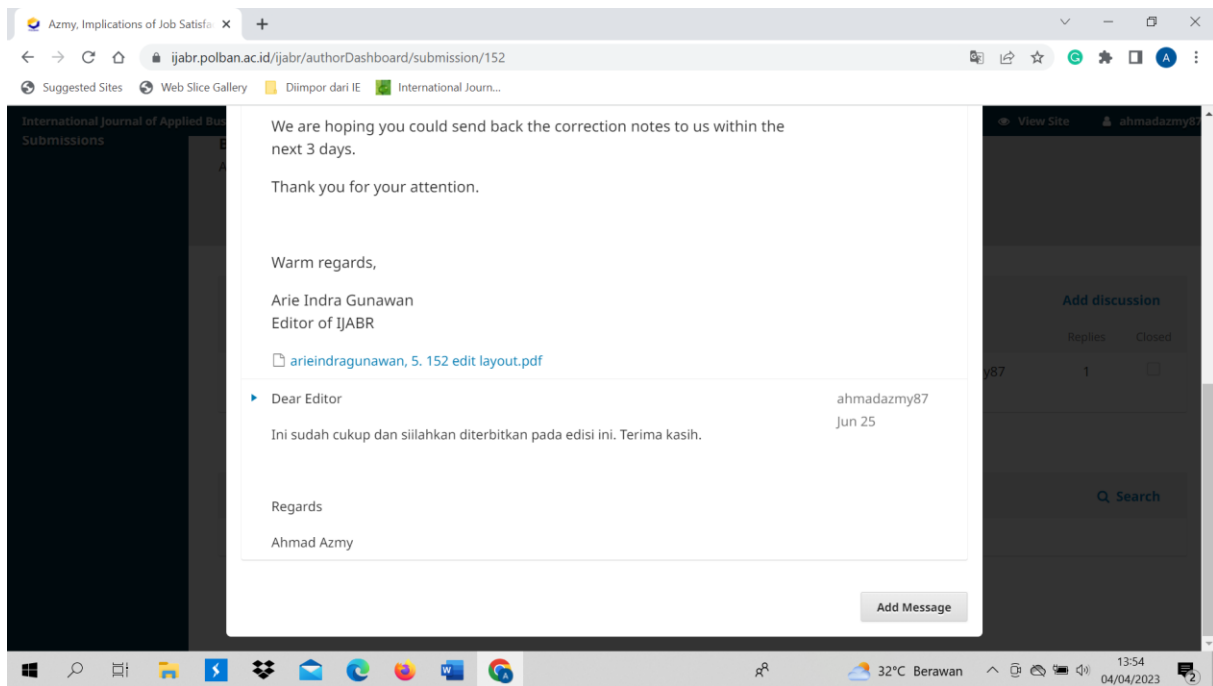 Azmy, Implications of Job Satisfa
ijabr.polban.ac.id/ijabr/authorDashboard/submission/152
Suggested Sites Web Slice Gallery Diimpor dari IE International Journ...
International Journal of Applied Bus
View Site ahmadazmy87
Submissions
We are hoping you could send back the correction notes to us within the
next 3 days.
Thank you for your attention.
Warm regards,
Arie Indra Gunawan
Editor of IJABR
Add discussion
Replies Closed
arieindragunawan, 5. 152 edit layout.pdf
y87 1
Dear Editor ahmadazmy87
Jun 25
Ini sudah cukup dan siilahkan diterbitkan pada edisi ini. Terima kasih.
Search
Regards
Ahmad Azmy
Add Message
32°C Berawan
13:54
04/04/2023
2